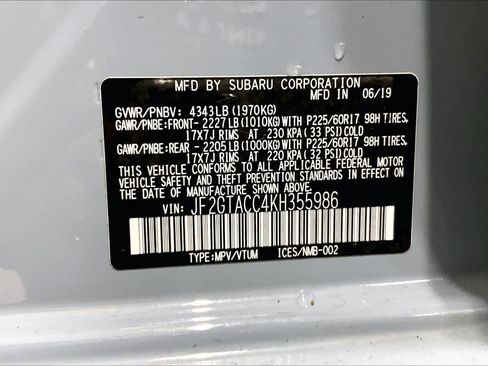 MFD BY SUBARU CORPORATION
MFD IN 06/19
GVWR/PNBV: 4343LB (1970KG)
GAWR/PNBE:FRONT- 2227 LB (1010KG)WITH P225/60R17 98H TIRES,
17X7J RIMS AT 230 KPA( 33 PSI)COLD
GAWR/PNBE:REAR - 2205LB (1000KG)WITH P225/60R17 98H TIRES,
17X7J RIMS AT 220 KPA( 32 PSI)COLD
THIS VEHICLE CONFORMS TO ALL APPLICABLE FEDERAL MOTOR
VEHICLE SAFETY, BUMPER, AND THEFT PREVENTION STANDARDS IN
EFFECT ON THE DATE OF MANUFACTURE SHOWN ABOVE.
VIN: JF2GTACC4KH355986
TYPE:MPV/VTUM ICES/NMB-002